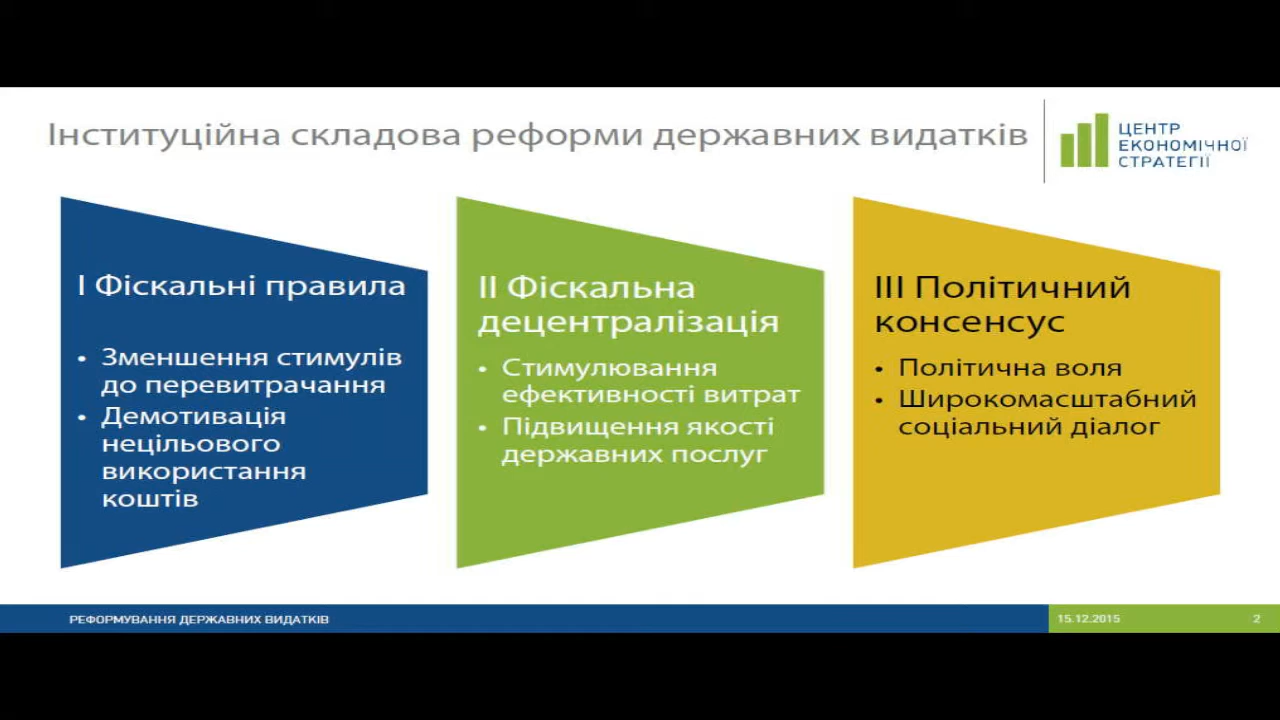 Інституційна складова реформи державних видатків
ЦЕНТР
ЕКОНОМІЧНОЇ
СТРАТЕГІЇ
I Фіскальні правила
• Зменшення стимулів
до перевитрачання
• Демотивація
нецільового
використання
коштів
II Фіскальна
децентралізація
• Стимулювання
ефективності витрат
• Підвищення якості
державних послуг
III Політичний
консенсус
• Політична воля
• Широкомасштабний
соціальний діалог
РЕФОРМУВАННЯ ДЕРЖАВНИХ ВИДАТКІВ
15.12.2015
2